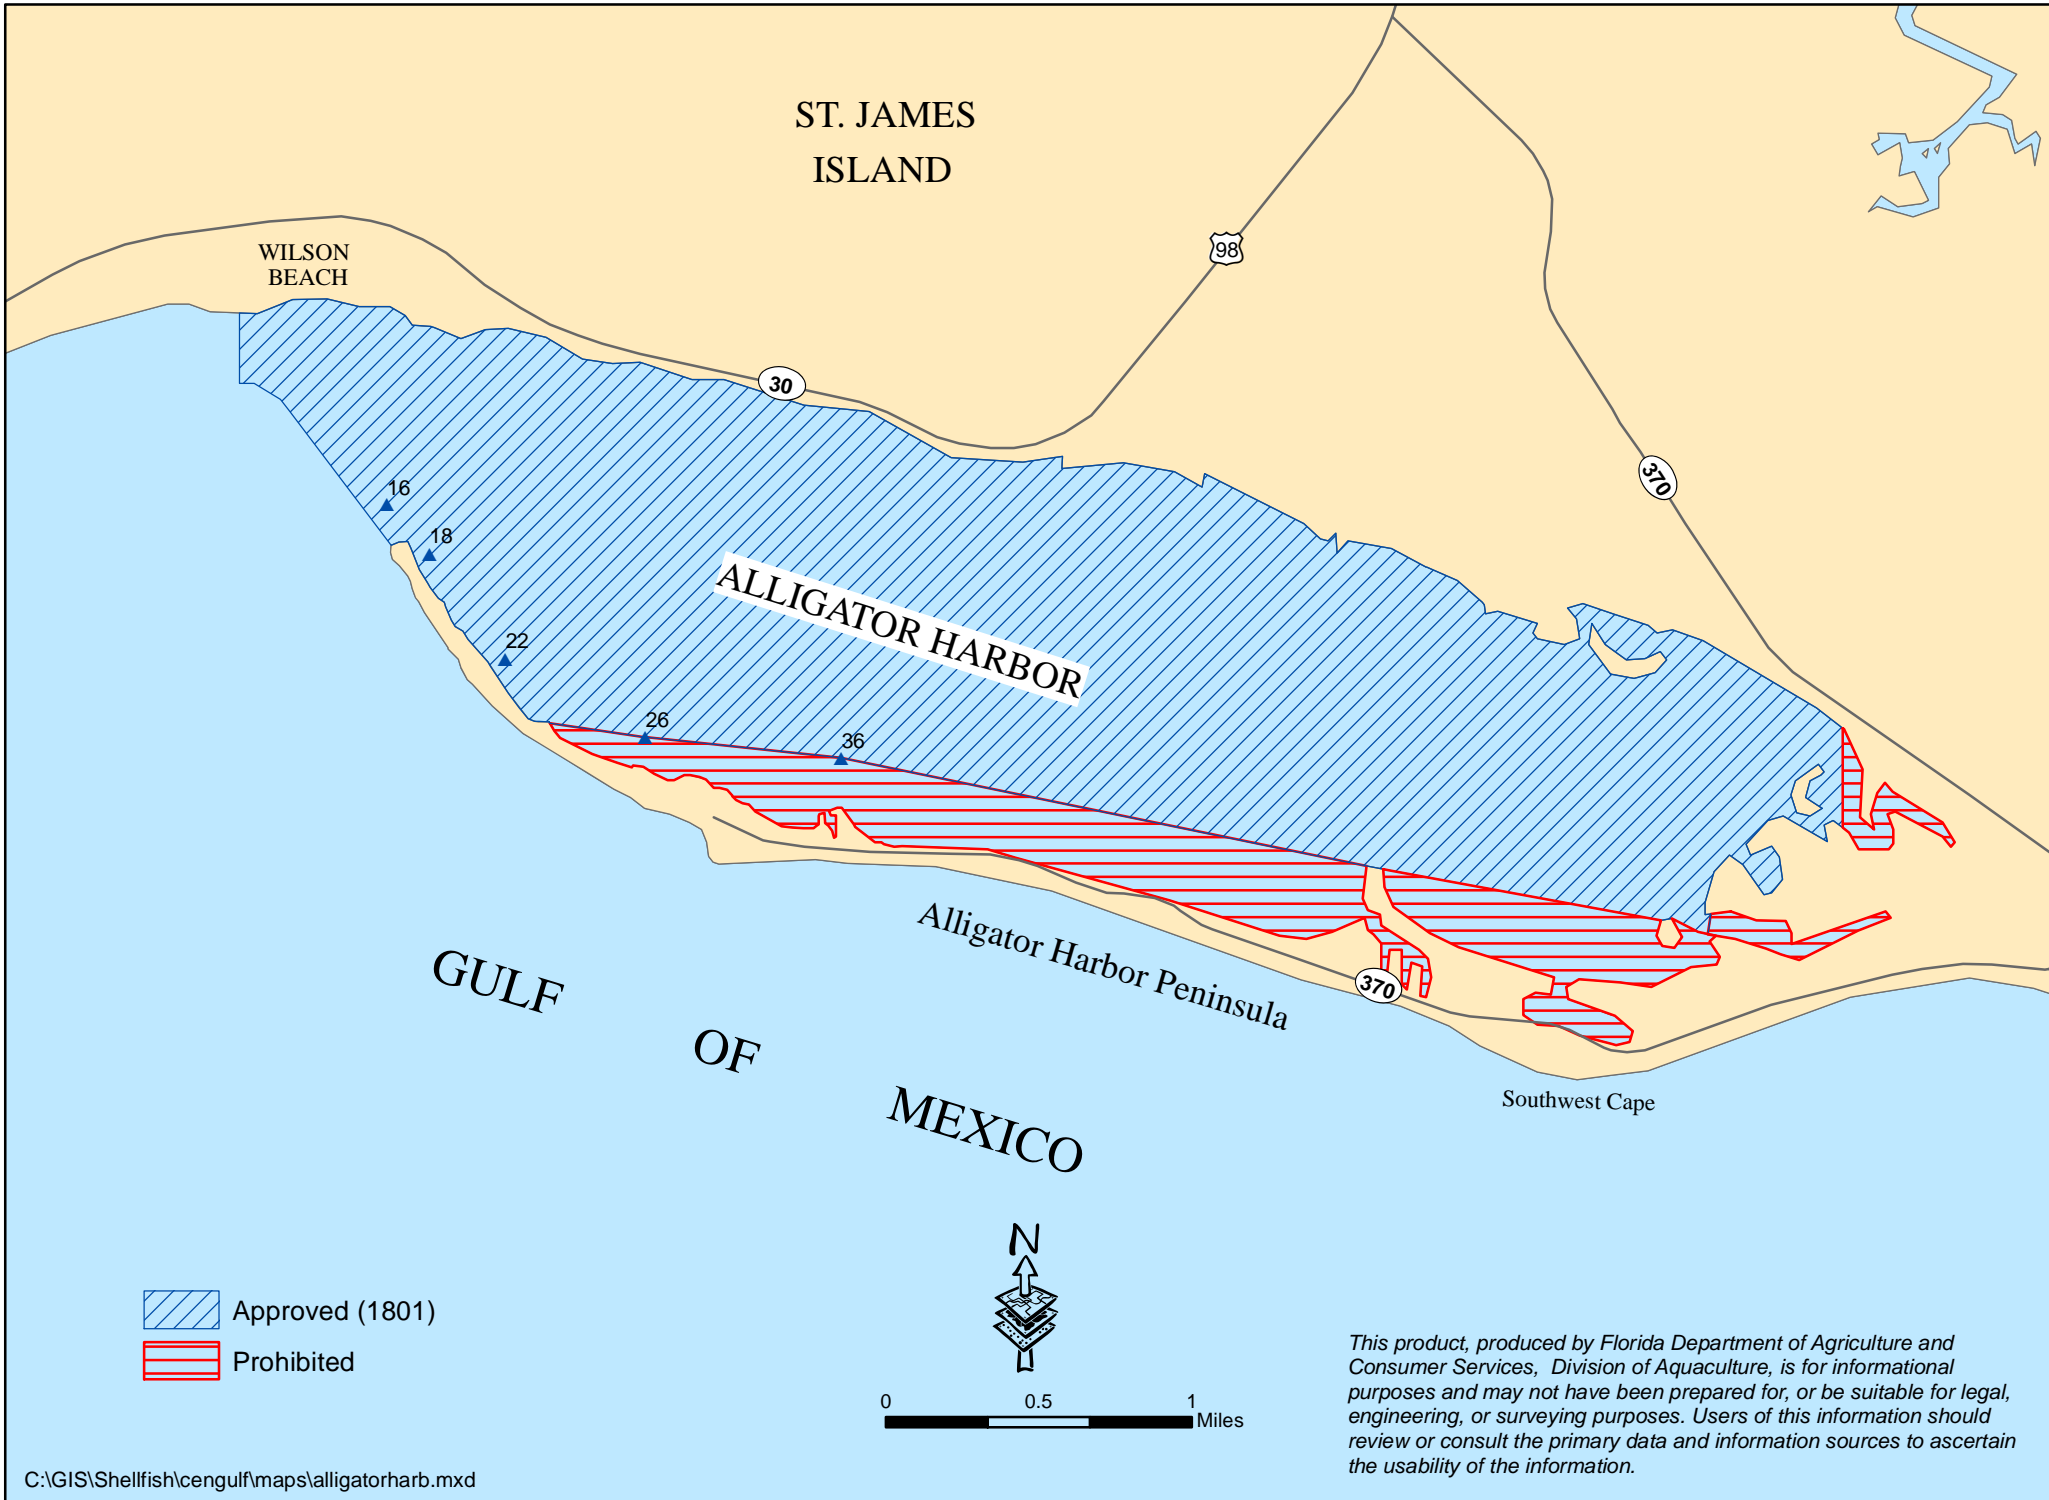 ST. JAMES
ISLAND
WILSON
BEACH
98
30
370
16
18
ALLIGATOR HARBOR
22
26
36
Alligator Harbor Peninsula
370
GULF
OF
MEXICO
Southwest Cape
N
Approved (1801)
Prohibited
0 0.5 1
Miles
This product, produced by Florida Department of Agriculture and
Consumer Services, Division of Aquaculture, is for informational
purposes and may not have been prepared for, or be suitable for legal,
engineering, or surveying purposes. Users of this information should
review or consult the primary data and information sources to ascertain
the usability of the information.
C:\GIS\Shellfish\cengulf\maps\alligatorharb.mxd